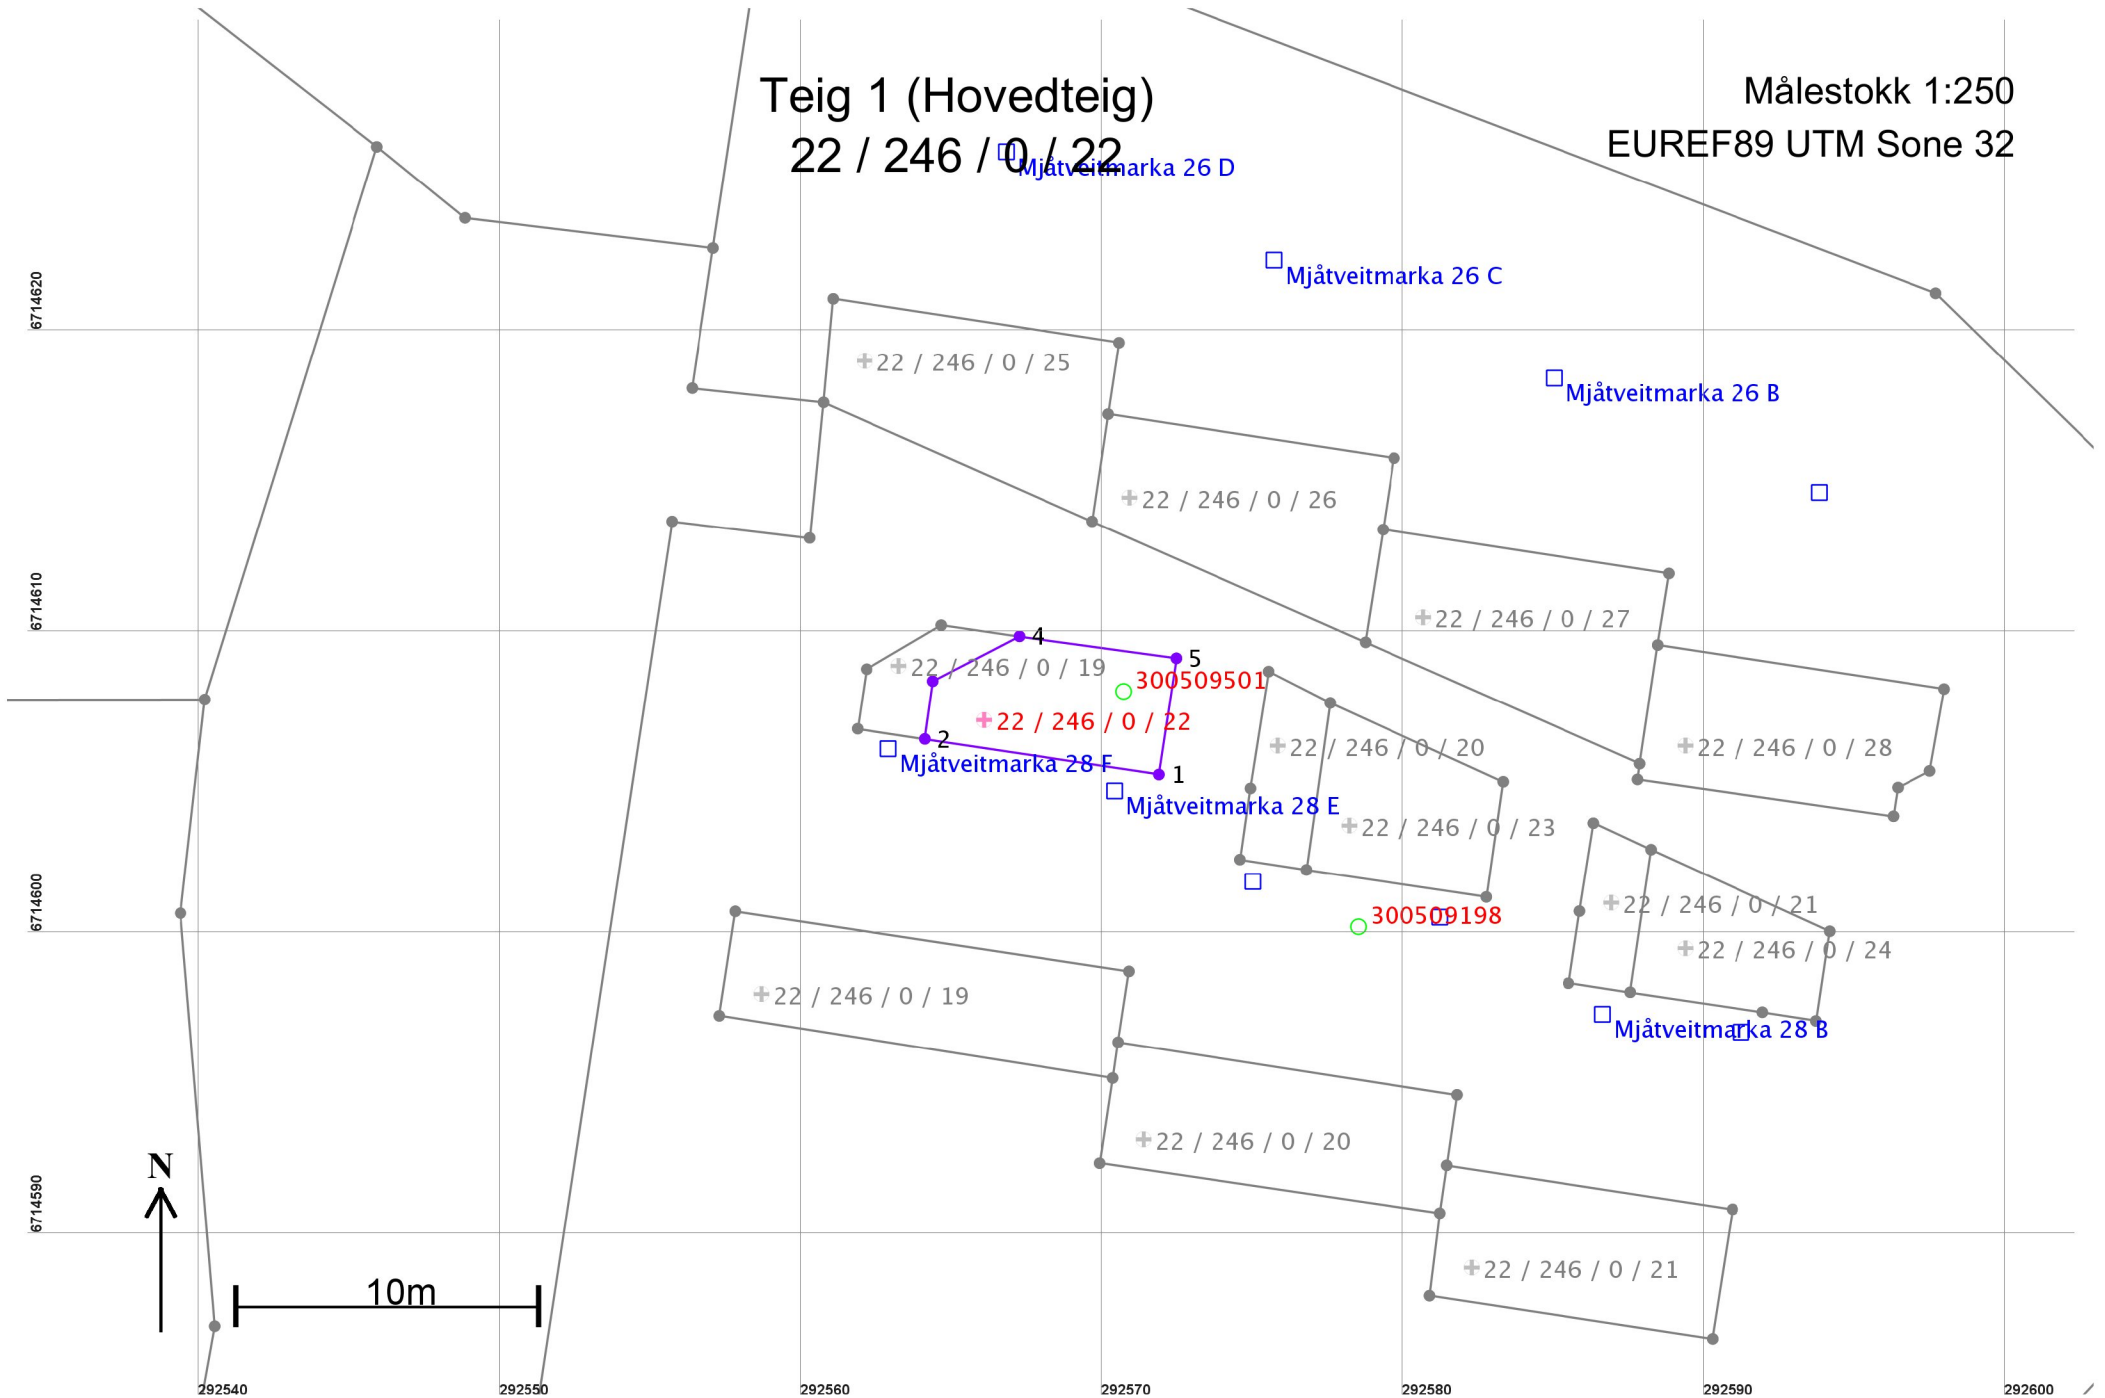 Teig 1 (Hovedteig)
22 / 246 / 0 / 22
Målestokk 1:250
EUREF89 UTM Sone 32
Mjåtveitmarka 26 D
Mjåtveitmarka 26 C
6714620
22 / 246 / 0 / 25
Mjåtveitmarka 26 B
22 / 246 / 0 / 26
6714610
22 / 246 / 0 / 27
4
5
22 / 246 / 0 / 19
300509501
22 / 246 / 0 / 22
2
22 / 246 / 0 / 20
22 / 246 / 0 / 28
Mjåtveitmarka 28 F
1
Mjåtveitmarka 28 E
22 / 246 / 0 / 23
6714600
22 / 246 / 0 / 21
300509198
22 / 246 / 0 / 24
22 / 246 / 0 / 19
Mjåtveitmarka 28 B
22 / 246 / 0 / 20
N
6714590
22 / 246 / 0 / 21
10m
292540
292550
292560
292570
292580
292590
292600